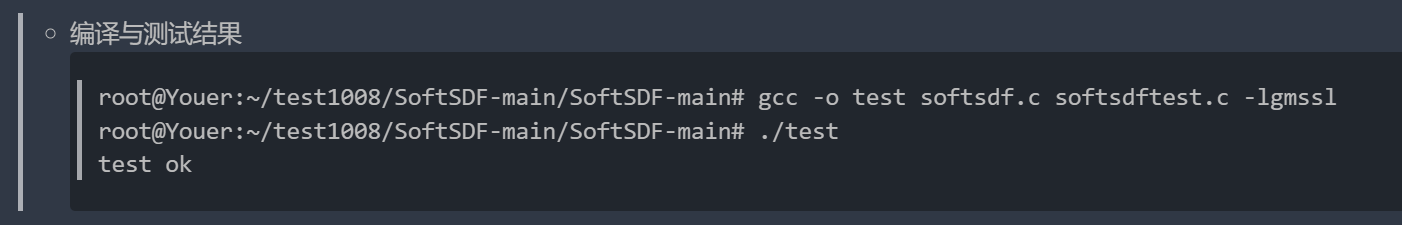 编译与测试结果
root@Youer:~/test1008/SoftSDF-main/SoftSDF-main# gcc -o test softsdf.c softsdftest.c -lgmssl
root@Youer:~/test1008/SoftSDF-main/SoftSDF-main# ./test
test ok